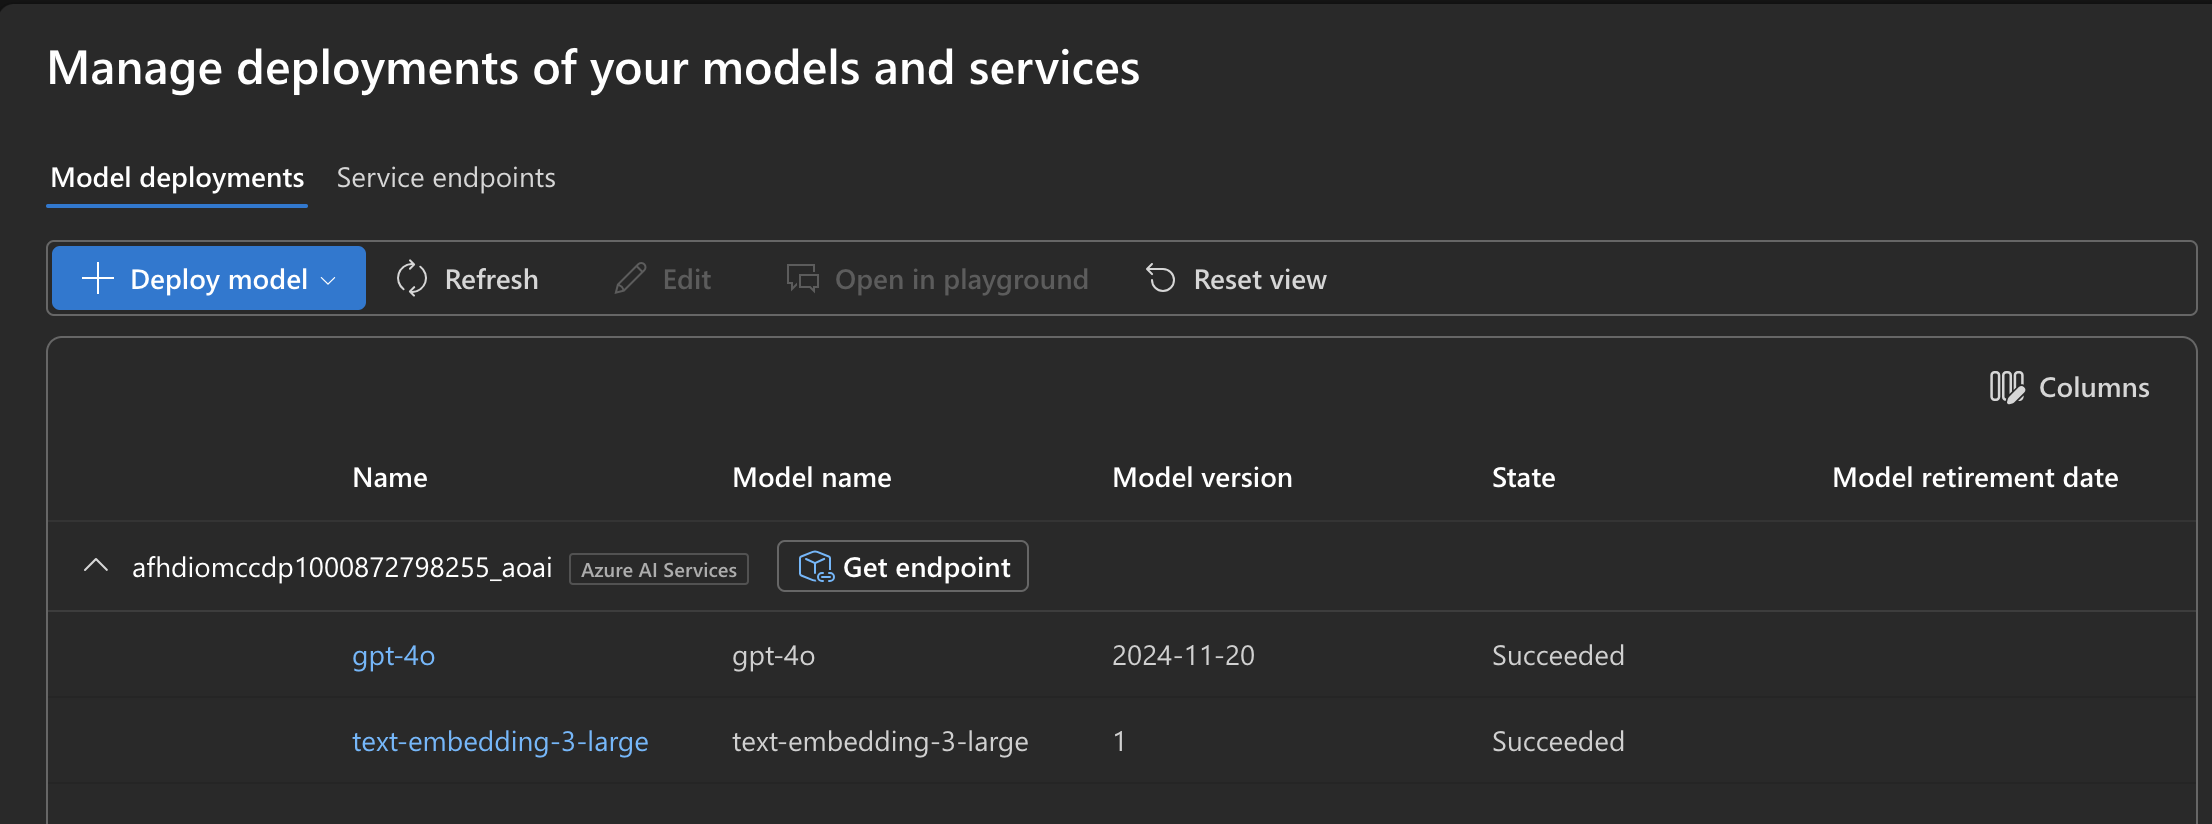 Manage deployments of your models and services
Model deployments Service endpoints
Deploy model Refresh Edit Open in playground Reset view
Columns
Name Model name Model version State Model retirement date
afhdiomccdp1000872798255_aoai Azure AI Services Get endpoint
gpt-4o gpt-4o 2024-11-20 Succeeded
text-embedding-3-large text-embedding-3-large 1 Succeeded